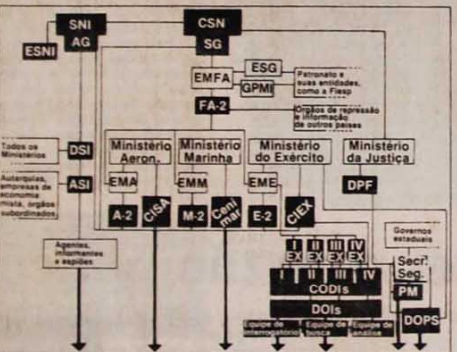 SNI
AG
ESNI
CSN
SG
EMFA
ESG
GPMI
Patronato e
suas entidades,
como a Fiesp
FA-2
Órgãos de repressão
e informação
de outros países
Todos os
Ministérios
DSI
Ministério
Aeron.
Ministério
Marinha
Ministério
do Exército
Ministério
da Justiça
Autarquias,
empresas de
economia
mista, órgãos
subordinados
ASI
EMA
EMM
EME
DPF
A-2
CISA
M-2
Cenimar
E-2
CIEX
Agentes,
informantes
e espiões
I EX
II EX
III EX
IV EX
Governos
estaduais
Secr.
Seg.
I II III IV
CODIs
PM
DOIs
DOPS
Equipe de
interrogatório
Equipe de
busca
Equipe de
análise